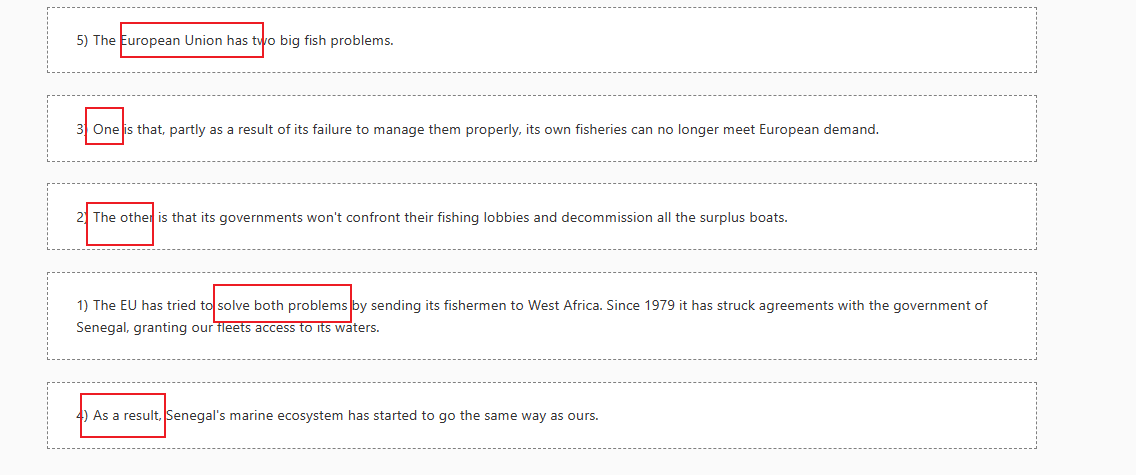 5) The European Union has two big fish problems.
3) One is that, partly as a result of its failure to manage them properly, its own fisheries can no longer meet European demand.
2) The other is that its governments won't confront their fishing lobbies and decommission all the surplus boats.
1) The EU has tried to solve both problems by sending its fishermen to West Africa. Since 1979 it has struck agreements with the government of
Senegal, granting our fleets access to its waters.
4) As a result, Senegal's marine ecosystem has started to go the same way as ours.